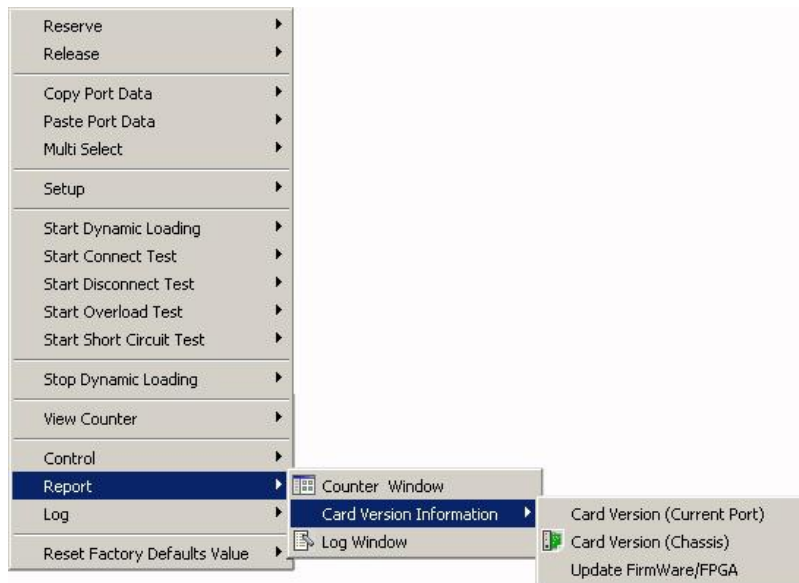 Reserve
Release
Copy Port Data
Paste Port Data
Multi Select
Setup
Start Dynamic Loading
Start Connect Test
Start Disconnect Test
Start Overload Test
Start Short Circuit Test
Stop Dynamic Loading
View Counter
Control
Report
Log
Reset Factory Defaults Value
Counter Window
Card Version Information
Log Window
Card Version (Current Port)
Card Version (Chassis)
Update FirmWare/FPGA